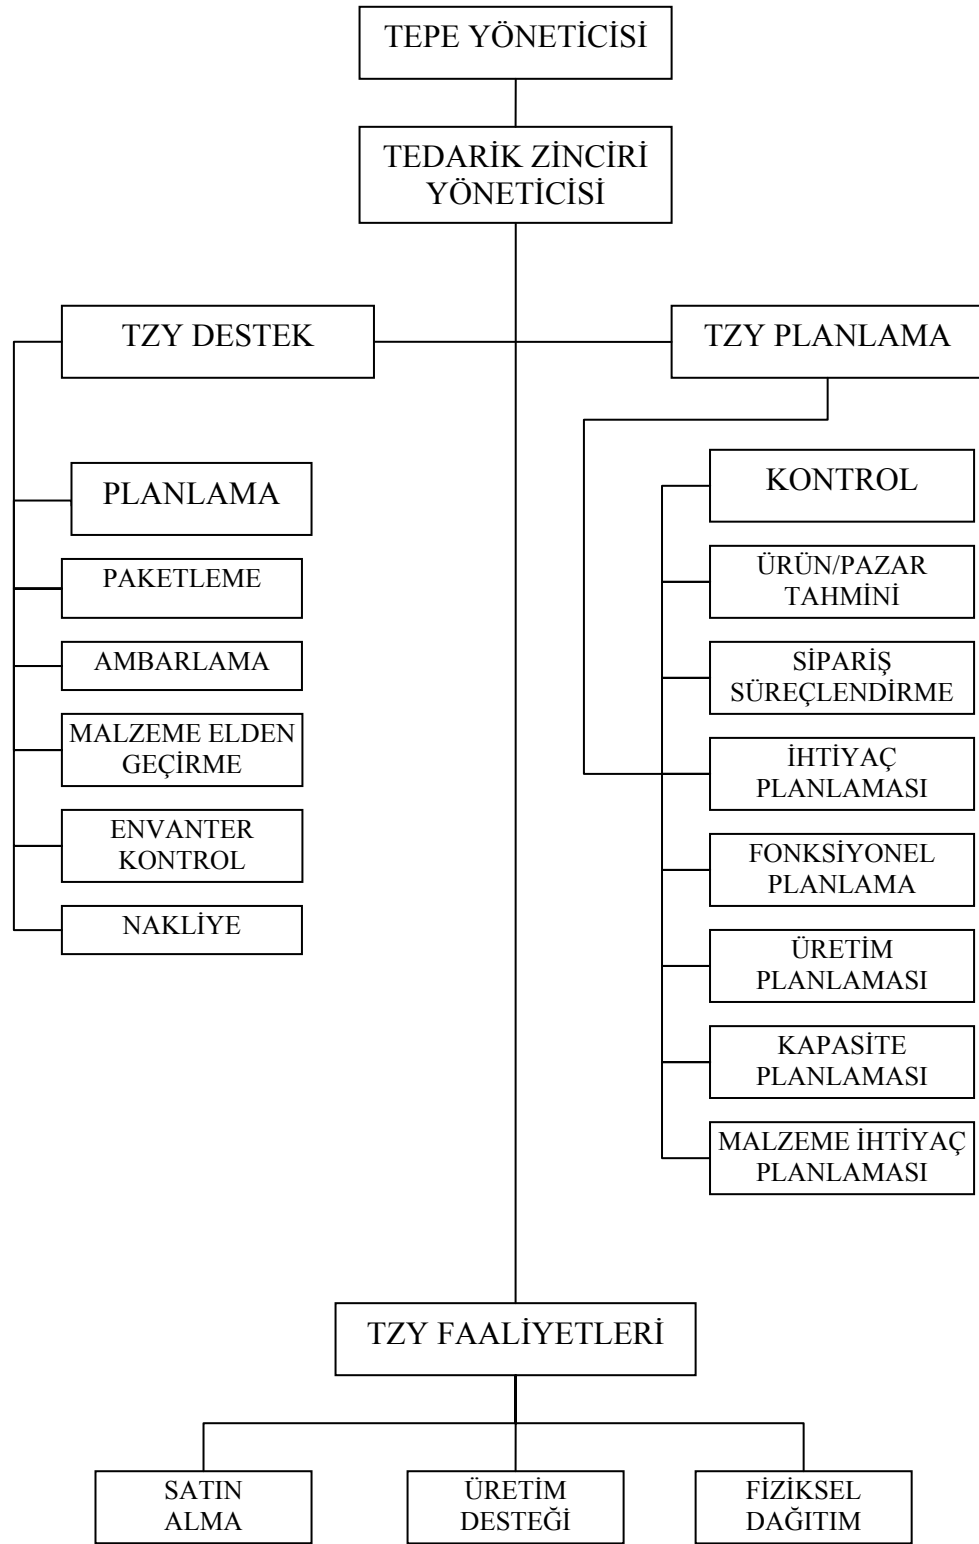 TEPE YÖNETİCİSİ
TEDARİK ZİNCİRİ
YÖNETİCİSİ
TZY DESTEK
TZY PLANLAMA
PLANLAMA
PAKETLEME
AMBARLAMA
MALZEME ELDEN
GEÇİRME
ENVANTER
KONTROL
NAKLİYE
KONTROL
ÜRÜN/PAZAR
TAHMİNİ
SİPARİŞ
SÜREÇLENDİRME
İHTİYAÇ
PLANLAMASI
FONKSİYONEL
PLANLAMA
ÜRETİM
PLANLAMASI
KAPASİTE
PLANLAMASI
MALZEME İHTİYAÇ
PLANLAMASI
TZY FAALİYETLERİ
SATIN
ALMA
ÜRETİM
DESTEĞİ
FİZİKSEL
DAĞITIM